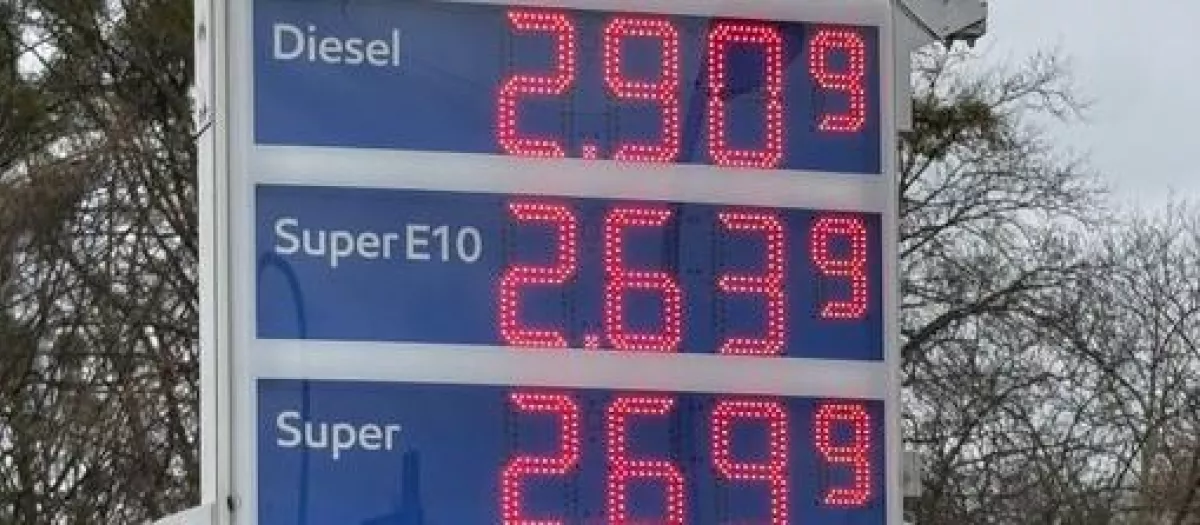 Diesel 2.90⁹
Super E10 2.63⁹
Super 2.69⁹